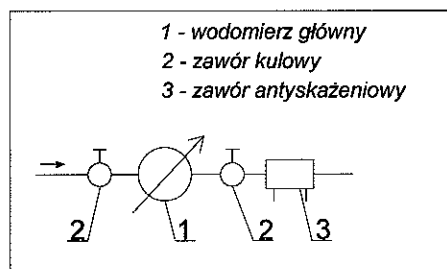 1 - wodomierz główny
2 - zawór kulowy
3 - zawór antyskażeniowy
2 1 2 3